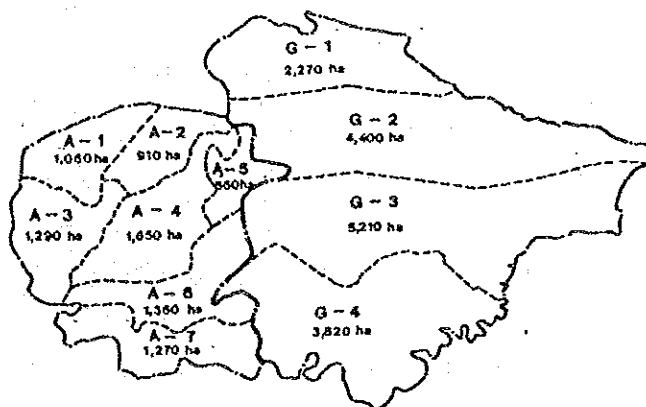 G - 1
2,270 ha
G - 2
4,400 ha
A - 1
1,060 ha
A - 2
910 ha
A - 5
A - 3
1,290 ha
A - 4
1,650 ha
G - 3
5,210 ha
A - 6
1,360 ha
G - 4
3,820 ha
A - 7
1,270 ha